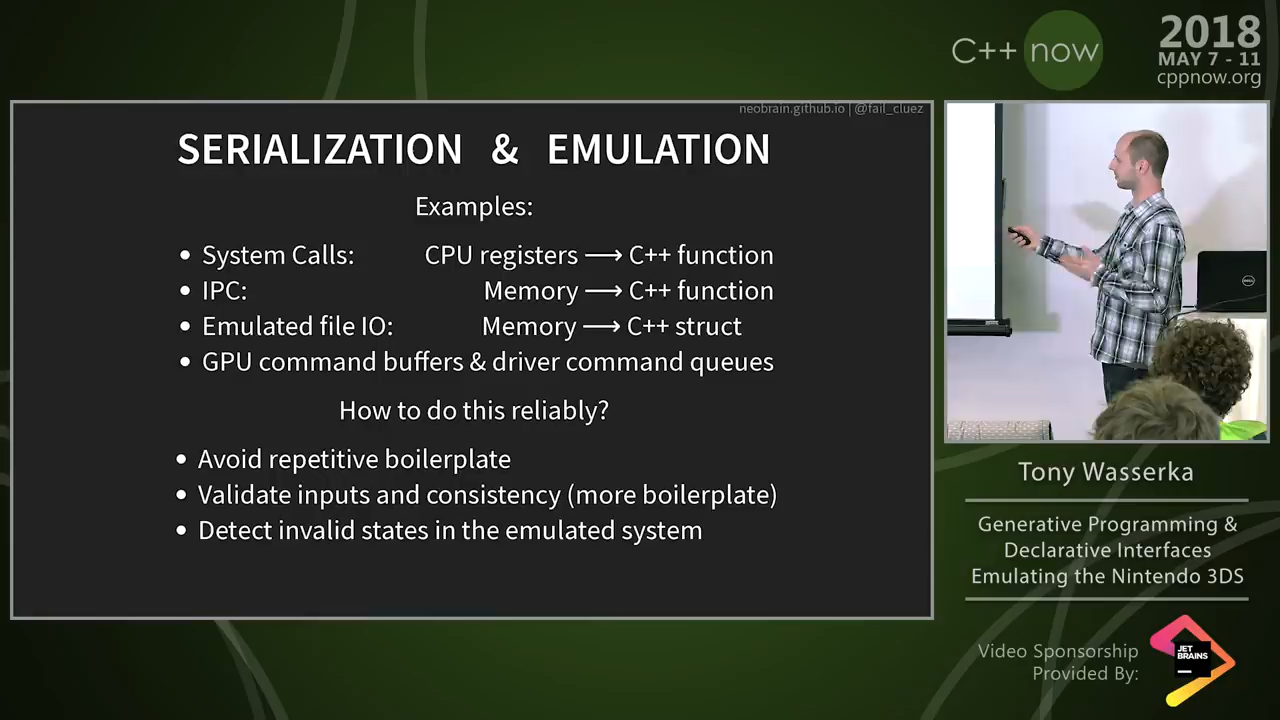 C++ now
2018
MAY 7 - 11
cppnow.org
neobrain.github.io | @fail_cluez
SERIALIZATION & EMULATION
Examples:
• System Calls: CPU registers ⟶ C++ function
• IPC: Memory ⟶ C++ function
• Emulated file IO: Memory ⟶ C++ struct
• GPU command buffers & driver command queues
How to do this reliably?
• Avoid repetitive boilerplate
• Validate inputs and consistency (more boilerplate)
• Detect invalid states in the emulated system
DELL
Tony Wasserka
Generative Programming &
Declarative Interfaces
Emulating the Nintendo 3DS
Video Sponsorship
Provided By:
JET
BRAINS